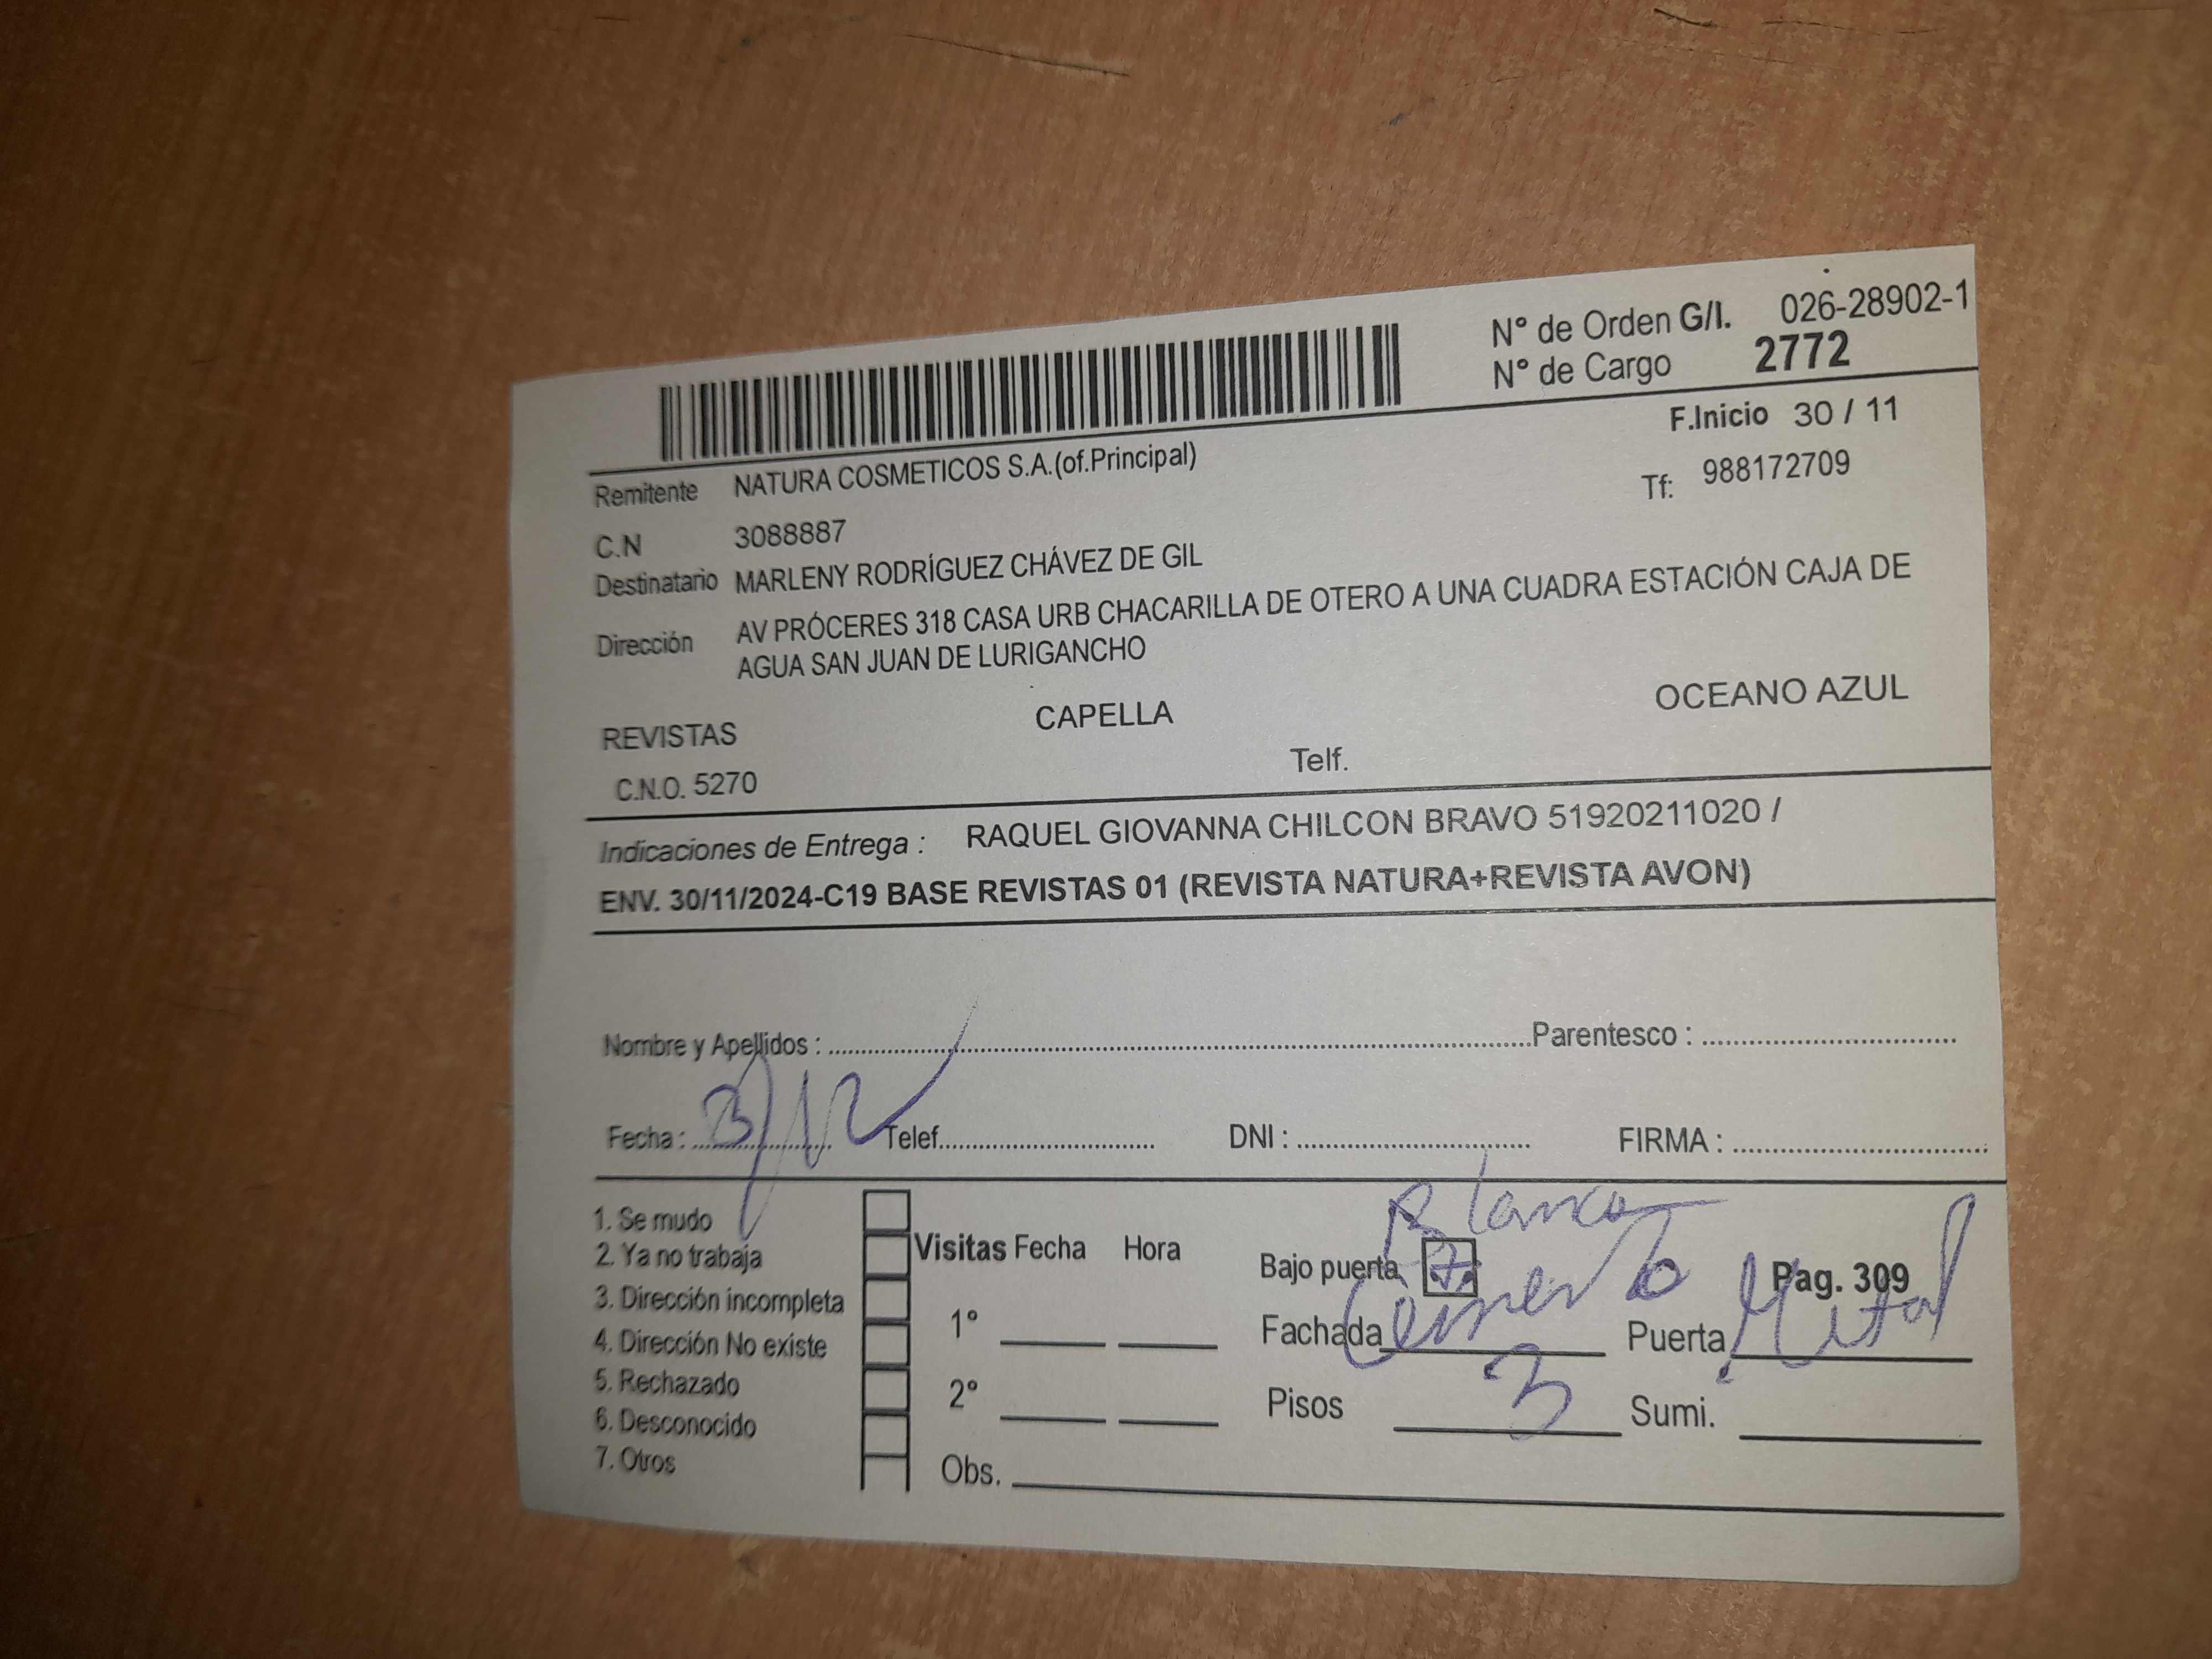 N° de Orden G/I. 026-28902-1
N° de Cargo 2772
F.Inicio 30 / 11
Remitente NATURA COSMETICOS S.A.(of.Principal)
Tf: 988172709
C.N 3088887
Destinatario MARLENY RODRÍGUEZ CHÁVEZ DE GIL
Dirección AV PRÓCERES 318 CASA URB CHACARILLA DE OTERO A UNA CUADRA ESTACIÓN CAJA DE
AGUA SAN JUAN DE LURIGANCHO
REVISTAS CAPELLA OCEANO AZUL
C.N.O. 5270 Telf.
Indicaciones de Entrega : RAQUEL GIOVANNA CHILCON BRAVO 51920211020 /
ENV. 30/11/2024-C19 BASE REVISTAS 01 (REVISTA NATURA+REVISTA AVON)
Nombre y Apellidos : Parentesco :
Fecha : 3/12 Telef. DNI : FIRMA :
1. Se mudo
2. Ya no trabaja
3. Dirección incompleta
4. Dirección No existe
5. Rechazado
6. Desconocido
7. Otros
Visitas Fecha Hora
1°
2°
Obs.
Blanco
Bajo puerta Pag. 309
Fachada Cemento Puerta Metal
Pisos 3 Sumi.